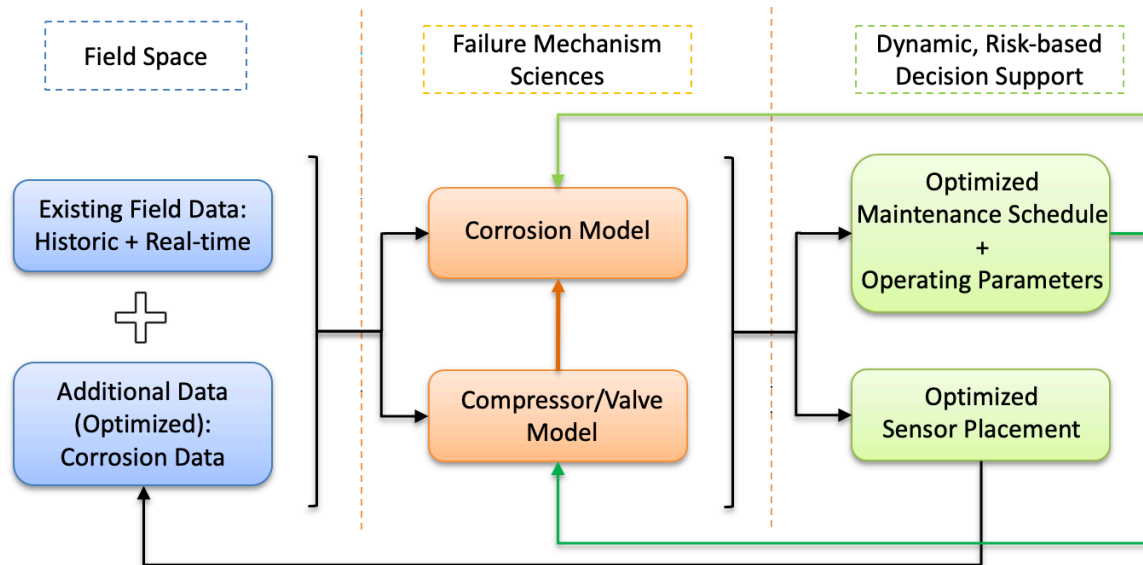 Field Space
Failure Mechanism
Sciences
Dynamic, Risk-based
Decision Support
Existing Field Data:
Historic + Real-time
Additional Data
(Optimized):
Corrosion Data
Corrosion Model
Compressor/Valve
Model
Optimized
Maintenance Schedule
+
Operating Parameters
Optimized
Sensor Placement